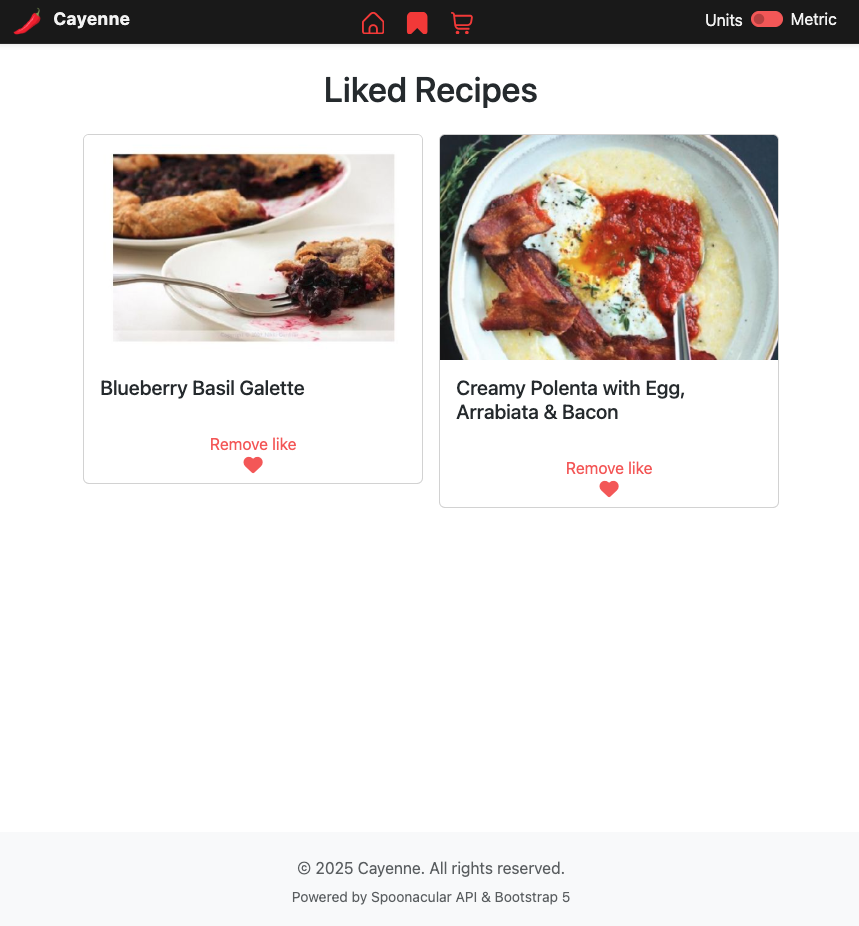 Cayenne
Units Metric
Liked Recipes
Blueberry Basil Galette
Remove like
Creamy Polenta with Egg,
Arrabiata & Bacon
Remove like
© 2025 Cayenne. All rights reserved.
Powered by Spoonacular API & Bootstrap 5